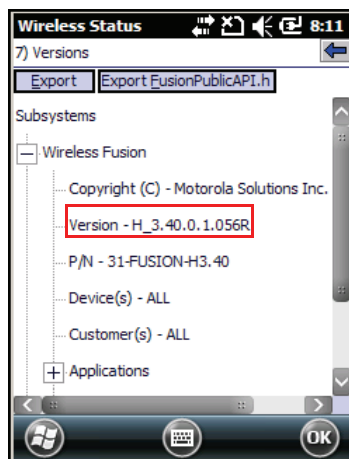 Wireless Status 8:11
7) Versions
Export Export FusionPublicAPI.h
Subsystems
Wireless Fusion
Copyright (C) - Motorola Solutions Inc.
Version - H_3.40.0.1.056R
P/N - 31-FUSION-H3.40
Device(s) - ALL
Customer(s) - ALL
Applications
OK